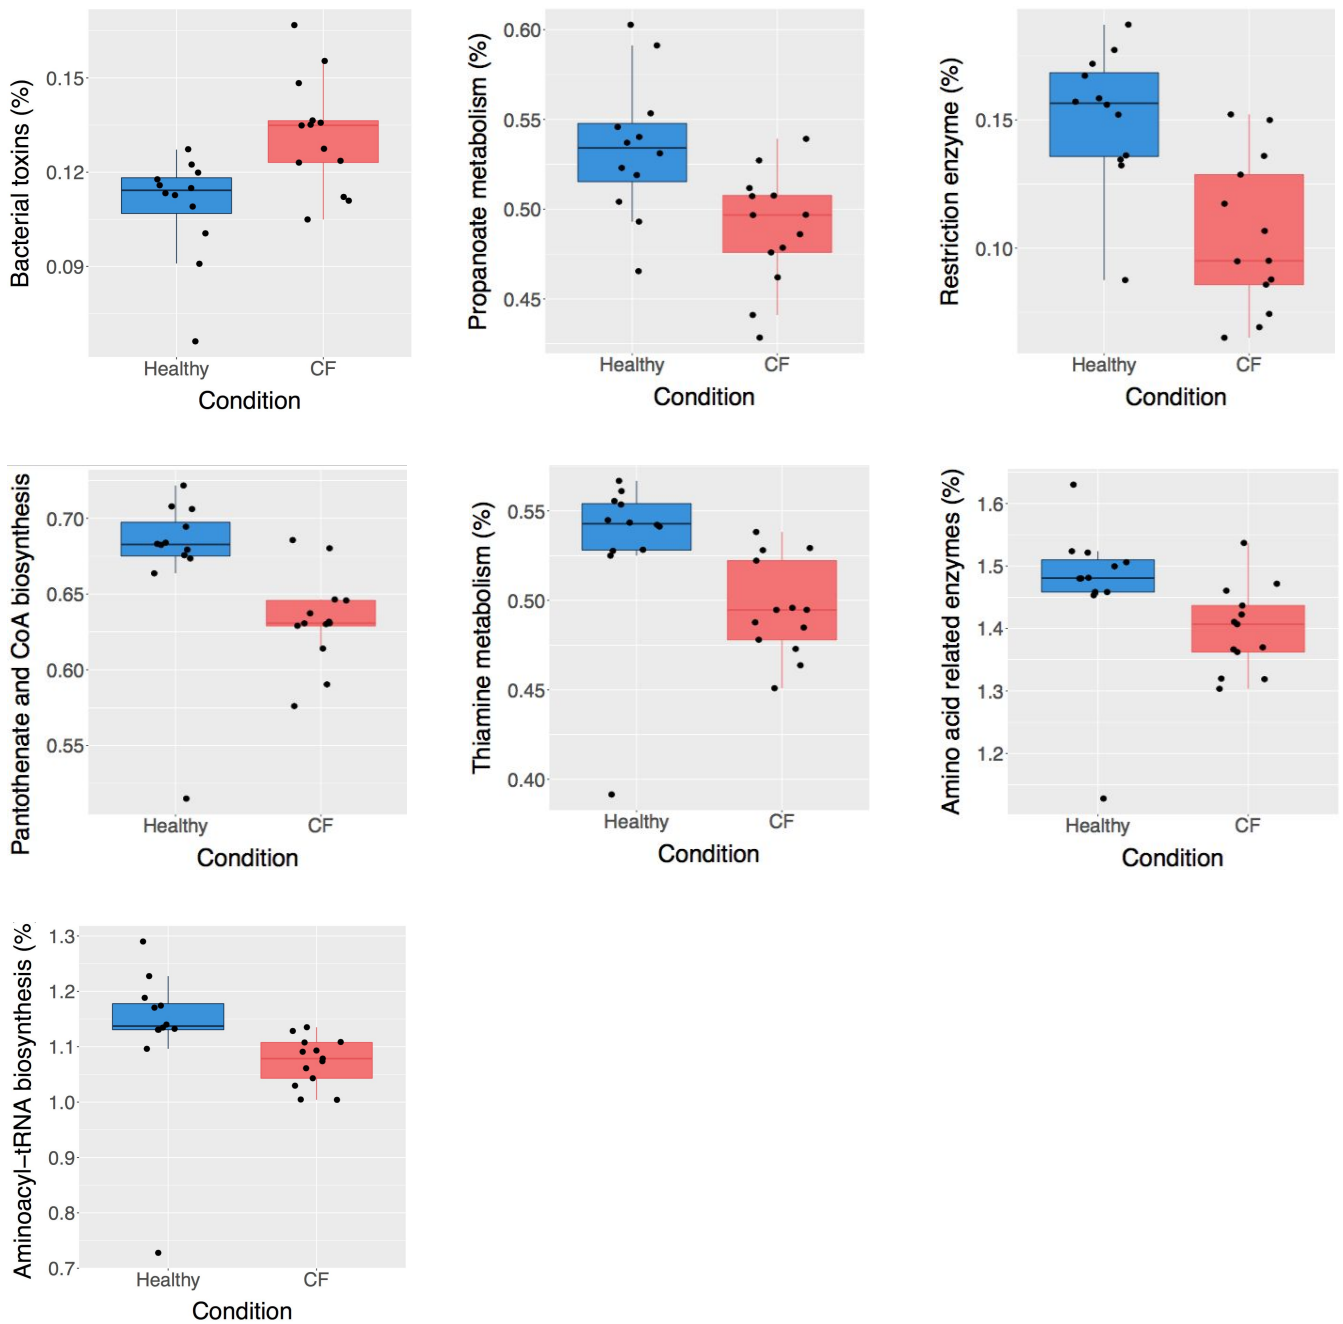 Bacterial toxins (%)
0.15
0.12
0.09
Healthy CF
Condition
Propanoate metabolism (%)
0.60
0.55
0.50
0.45
Healthy CF
Condition
Restriction enzyme (%)
0.15
0.10
Healthy CF
Condition
Pantothenate and CoA biosynthesis
0.70
0.65
0.60
0.55
Healthy CF
Condition
Thiamine metabolism (%)
0.55
0.50
0.45
0.40
Healthy CF
Condition
Amino acid related enzymes (%)
1.6
1.5
1.4
1.3
1.2
Healthy CF
Condition
Aminoacyl−tRNA biosynthesis (%
1.3
1.2
1.1
1.0
0.9
0.8
0.7
Healthy CF
Condition